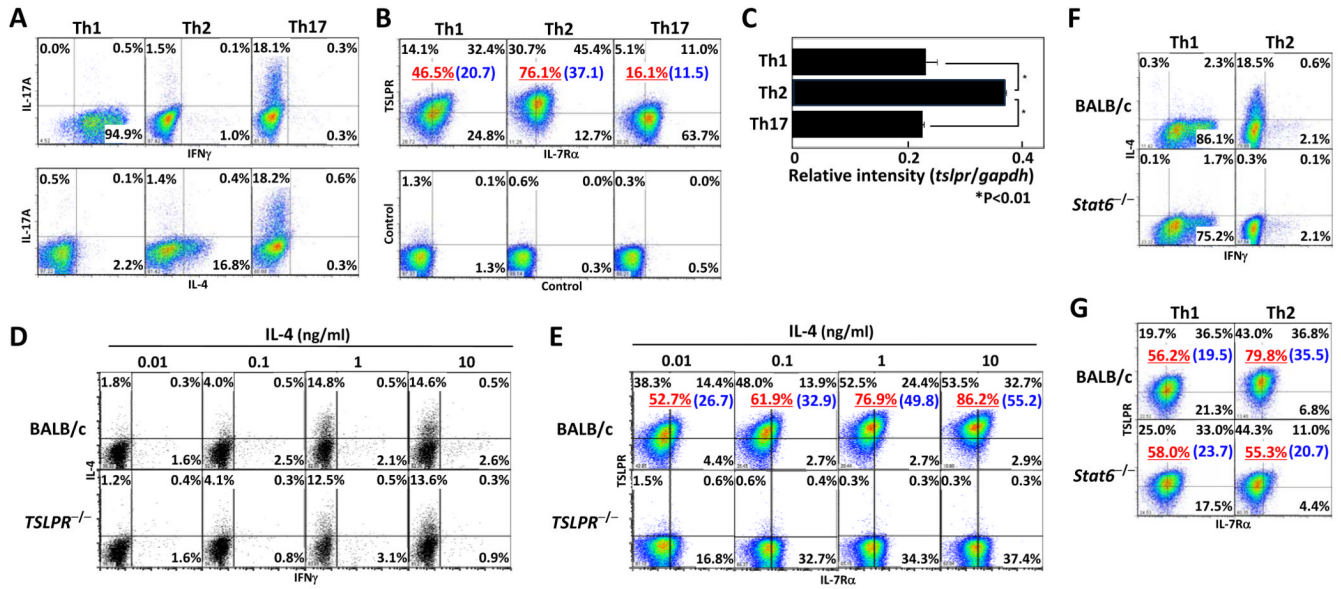 A
Th1 Th2 Th17
0.0% 0.5% 1.5% 0.1% 18.1% 0.3%
IL-17A
94.9% 1.0% 0.3%
IFNγ
0.5% 0.1% 1.4% 0.4% 18.2% 0.6%
IL-17A
2.2% 16.8% 0.3%
IL-4
B
Th1 Th2 Th17
14.1% 32.4% 30.7% 45.4% 5.1% 11.0%
46.5% (20.7) 76.1% (37.1) 16.1% (11.5)
TSLPR
24.8% 12.7% 63.7%
IL-7Rα
1.3% 0.1% 0.6% 0.0% 0.3% 0.0%
Control
1.3% 0.3% 0.5%
Control
C
Th1
Th2
Th17
*
*
0 0.2 0.4
Relative intensity (tslpr/gapdh)
*P<0.01
D
IL-4 (ng/ml)
0.01 0.1 1 10
1.8% 0.3% 4.0% 0.5% 14.8% 0.5% 14.6% 0.5%
BALB/c
IL-4
1.6% 2.5% 2.1% 2.6%
1.2% 0.4% 4.1% 0.3% 12.5% 0.5% 13.6% 0.3%
TSLPR−/−
1.6% 0.8% 3.1% 0.9%
IFNγ
E
IL-4 (ng/ml)
0.01 0.1 1 10
38.3% 14.4% 48.0% 13.9% 52.5% 24.4% 53.5% 32.7%
52.7% (26.7) 61.9% (32.9) 76.9% (49.8) 86.2% (55.2)
BALB/c
TSLPR
4.4% 2.7% 2.7% 2.9%
1.5% 0.6% 0.6% 0.4% 0.3% 0.3% 0.3% 0.3%
TSLPR−/−
16.8% 32.7% 34.3% 37.4%
IL-7Rα
F
Th1 Th2
0.3% 2.3% 18.5% 0.6%
BALB/c
IL-4
86.1% 2.1%
0.1% 1.7% 0.3% 0.1%
Stat6−/−
75.2% 2.1%
IFNγ
G
Th1 Th2
19.7% 36.5% 43.0% 36.8%
56.2% (19.5) 79.8% (35.5)
BALB/c
TSLPR
21.3% 6.8%
25.0% 33.0% 44.3% 11.0%
58.0% (23.7) 55.3% (20.7)
Stat6−/−
17.5% 4.4%
IL-7Rα